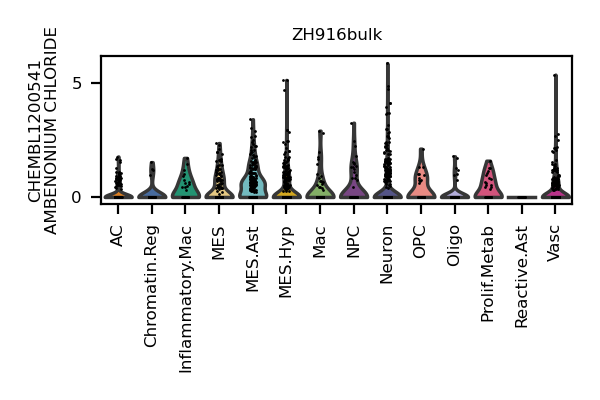 ZH916bulk
CHEMBL1200541
AMBENONIUM CHLORIDE
5
0
AC
Chromatin.Reg
Inflammatory.Mac
MES
MES.Ast
MES.Hyp
Mac
NPC
Neuron
OPC
Oligo
Prolif.Metab
Reactive.Ast
Vasc